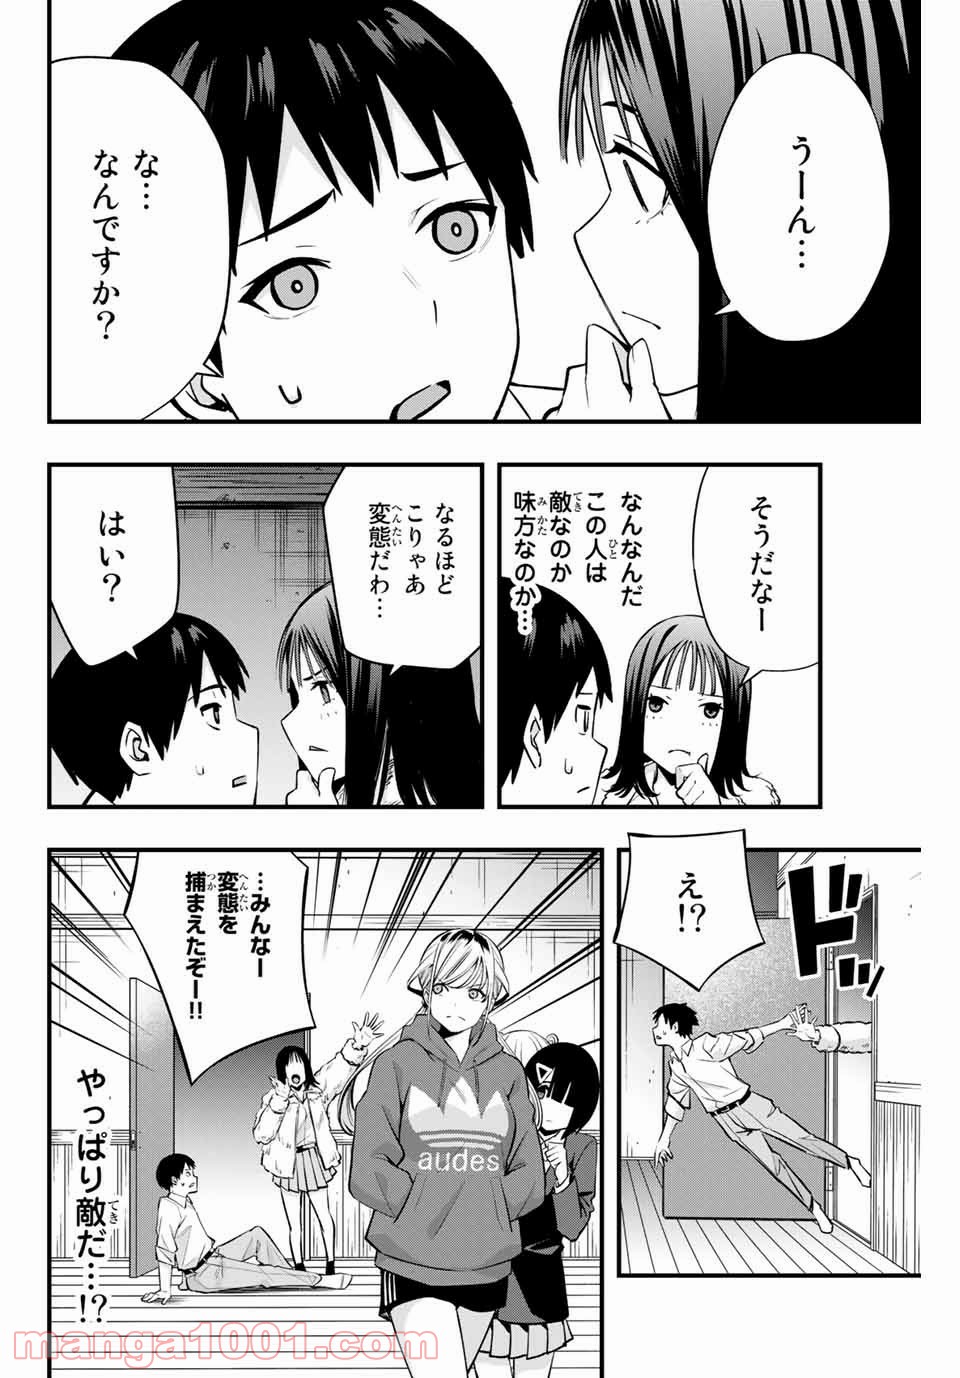 うーん…
な…
なんですか？
そうだなー
なんなんだ
この人は
敵なのか
味方なのか…
なるほど
こりゃあ
変態だわ…
はい？
え!?
ドッ
…みんなー
変態を
捕まえたぞー!!
やっぱり敵だ……!?
audes
manga1001.com